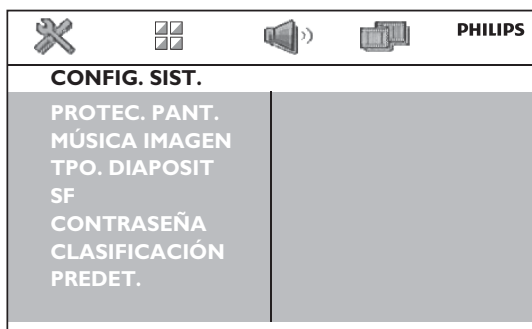 PHILIPS
CONFIG. SIST.
PROTEC. PANT.
MÚSICA IMAGEN
TPO. DIAPOSIT
SF
CONTRASEÑA
CLASIFICACIÓN
PREDET.